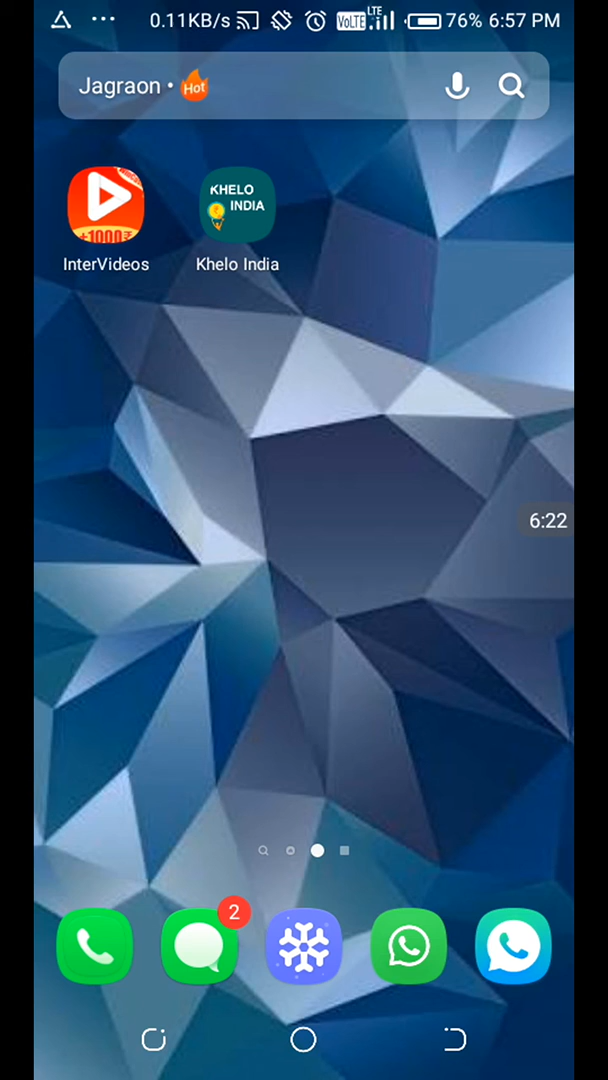 0.11KB/s VoLTE LTE 76% 6:57 PM
Jagraon • Hot
+1000₹
KHELO
INDIA
InterVideos
Khelo India
6:22
2